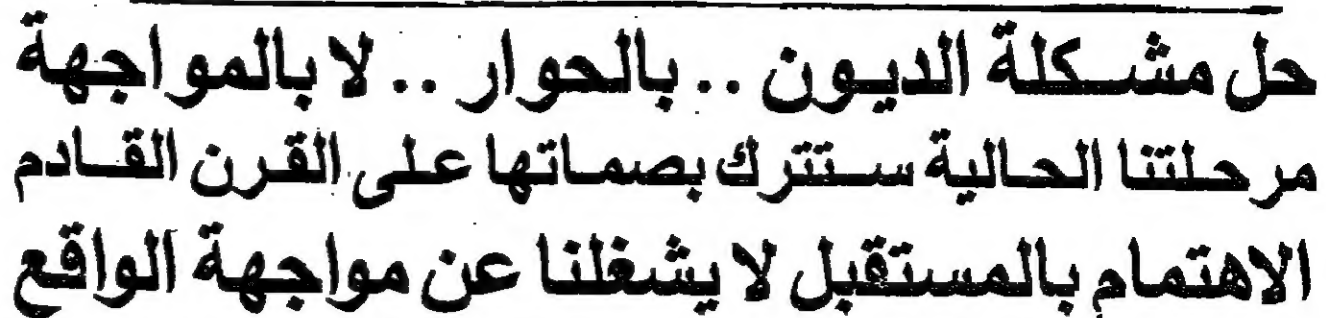 حل مشكلة الديون .. بالحوار .. لا بالمواجهة
مرحلتنا الحالية ستترك بصماتها على القرن القادم
الاهتمام بالمستقبل لا يشغلنا عن مواجهة الواقع